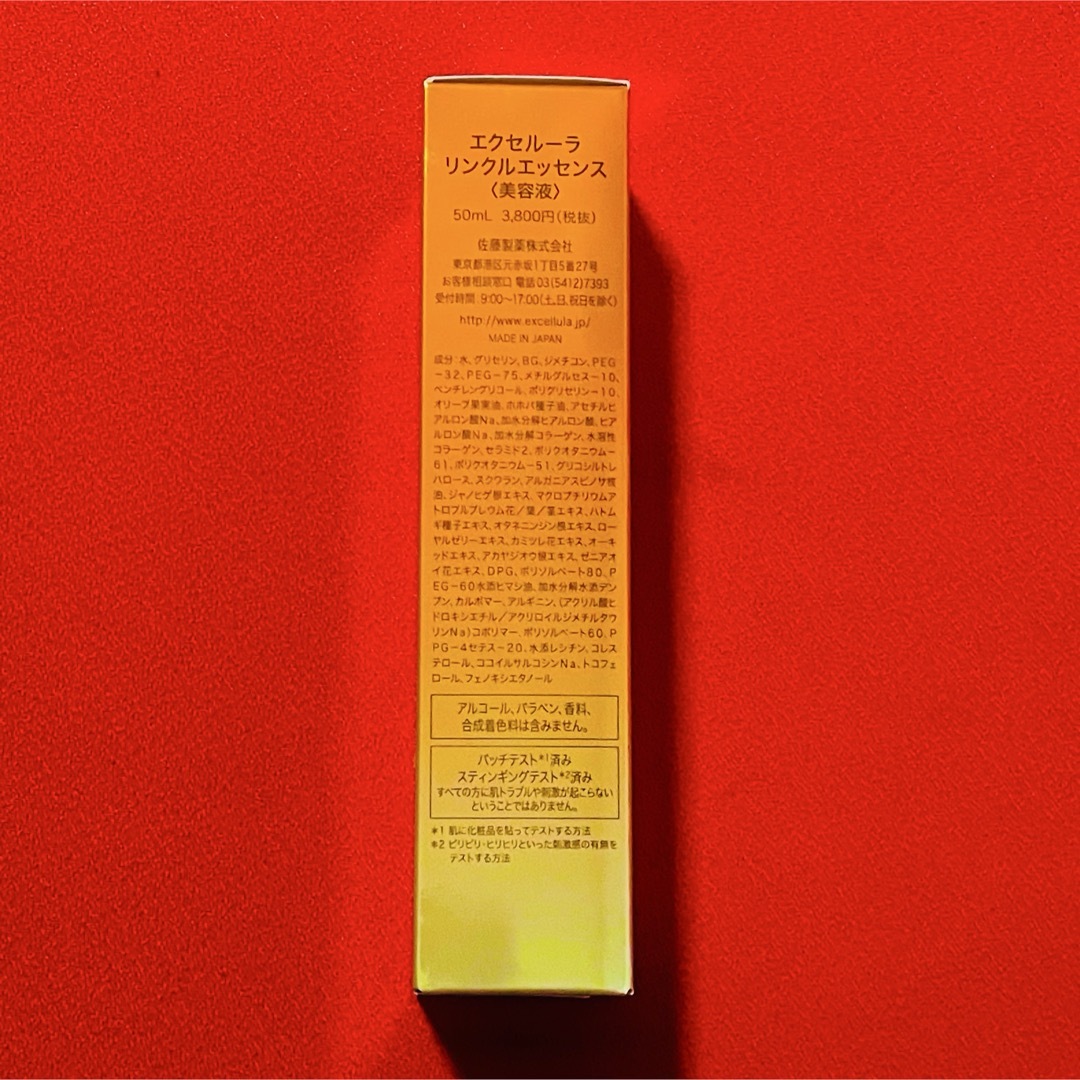 エクセルーラ
リンクルエッセンス
〈美容液〉
50mL 3,800円(税抜)
佐藤製薬株式会社
東京都港区元赤坂1丁目5番27号
お客様相談窓口 電話 03(5412)7393
受付時間 9:00〜17:00(土、日、祝日を除く)
http://www.excellula.jp/
MADE IN JAPAN
成分:水、グリセリン、BG、ジメチコン、PEG
−32、PEG−75、メチルグルセス−10、
ペンチレングリコール、ポリグリセリン−10、
オリーブ果実油、ホホバ種子油、アセチルヒ
アルロン酸Na、加水分解ヒアルロン酸、ヒア
ルロン酸Na、加水分解コラーゲン、水溶性
コラーゲン、セラミド2、ポリクオタニウム−
61、ポリクオタニウム−51、グリコシルトレ
ハロース、スクワラン、アルガニアスピノサ核
油、ジャノヒゲ根エキス、マクロプチリウムア
トロプルプレウム花/葉/茎エキス、ハトム
ギ種子エキス、オタネニンジン根エキス、ロー
ヤルゼリーエキス、カミツレ花エキス、オーキ
ッドエキス、アカヤジオウ根エキス、ゼニアオ
イ花エキス、DPG、ポリソルベート80、P
EG−60水添ヒマシ油、加水分解水添デン
プン、カルボマー、アルギニン、(アクリル酸ヒ
ドロキシエチル/アクリロイルジメチルタウ
リンNa)コポリマー、ポリソルベート60、P
PG−4セテス−20、水添レシチン、コレス
テロール、ココイルサルコシンNa、トコフェ
ロール、フェノキシエタノール
アルコール、パラベン、香料、
合成着色料は含みません。
パッチテスト*1済み
スティンギングテスト*2済み
すべての方に肌トラブルや刺激が起こらない
ということではありません。
*1 肌に化粧品を貼ってテストする方法
*2 ピリピリ・ヒリヒリといった刺激感の有無を
テストする方法